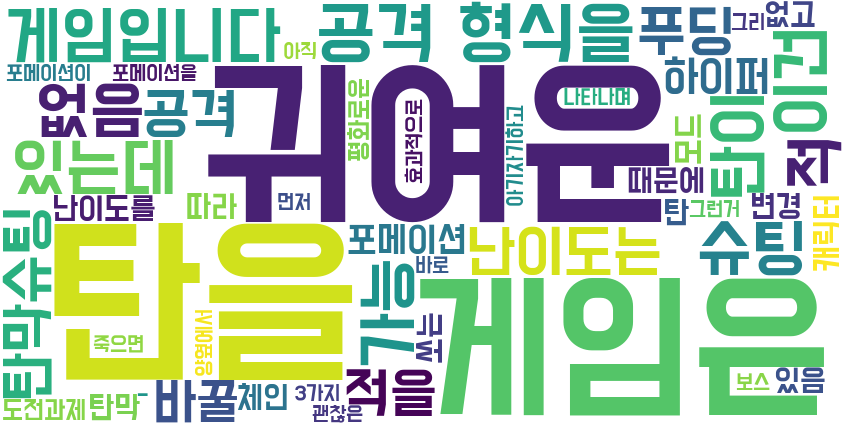 게임입니다
아직
공격 형식을
푸딩
그리
없고
포메이션이
포메이션을
하이퍼
이건
없음
공격
귀여운
나타나며
평화로운
효과적으로
아기자기하고
모드
탄이
적
있는데
난이도를
따라
먼저
때문에
탄
그런거
변경
캐릭터
탄막슈팅
탄을
포메이션
바로
난이도는
슈팅
가능
쏘는
게임은
죽으면
양옆에서
도전과제
탄막
바꿀
체인
3가지
괜찮은
적을
보스
있음